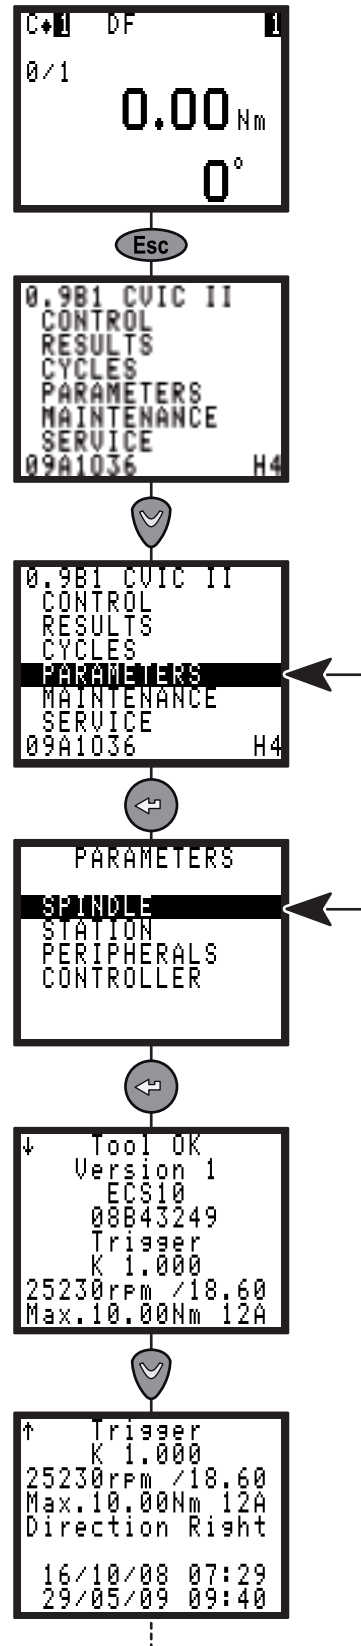 C♦1 DF 1
0/1
0.00 Nm
0°
Esc
0.9B1 CVIC II
CONTROL
RESULTS
CYCLES
PARAMETERS
MAINTENANCE
SERVICE
09A1036 H4
0.9B1 CVIC II
CONTROL
RESULTS
CYCLES
PARAMETERS
MAINTENANCE
SERVICE
09A1036 H4
PARAMETERS
SPINDLE
STATION
PERIPHERALS
CONTROLLER
↓ Tool OK
Version 1
ECS10
08B43249
Trigger
K 1.000
25230rpm /18.60
Max.10.00Nm 12A
↑ Trigger
K 1.000
25230rpm /18.60
Max.10.00Nm 12A
Direction Right
16/10/08 07:29
29/05/09 09:40